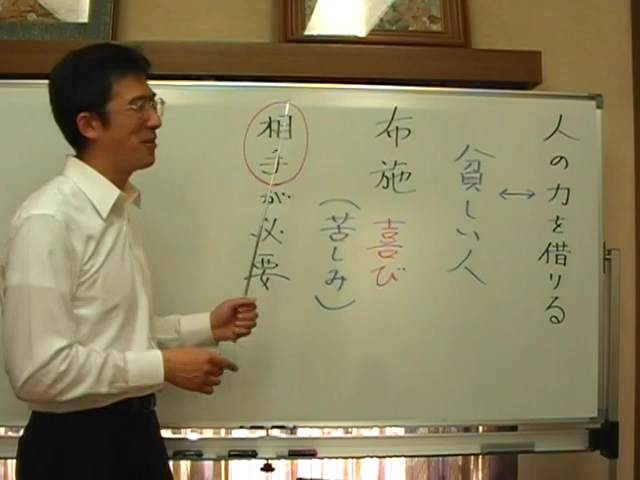 人の力を借りる
↔
貧しい人
布施 喜び
(苦しみ)
相手が必要